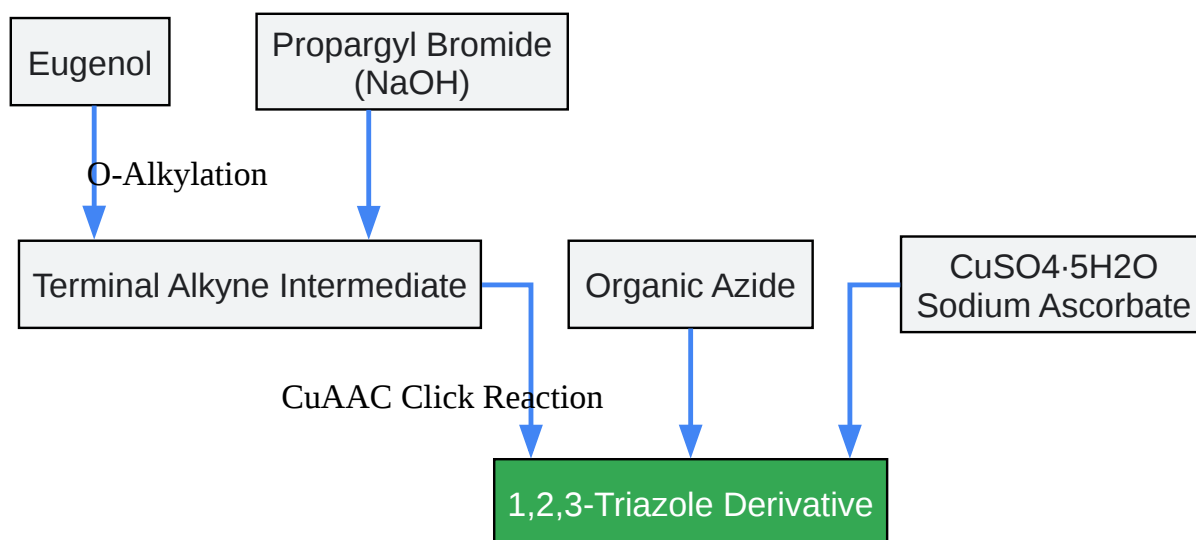 Eugenol
Propargyl Bromide
(NaOH)
O-Alkylation
Terminal Alkyne Intermediate
Organic Azide
CuSO4·5H2O
Sodium Ascorbate
CuAAC Click Reaction
1,2,3-Triazole Derivative